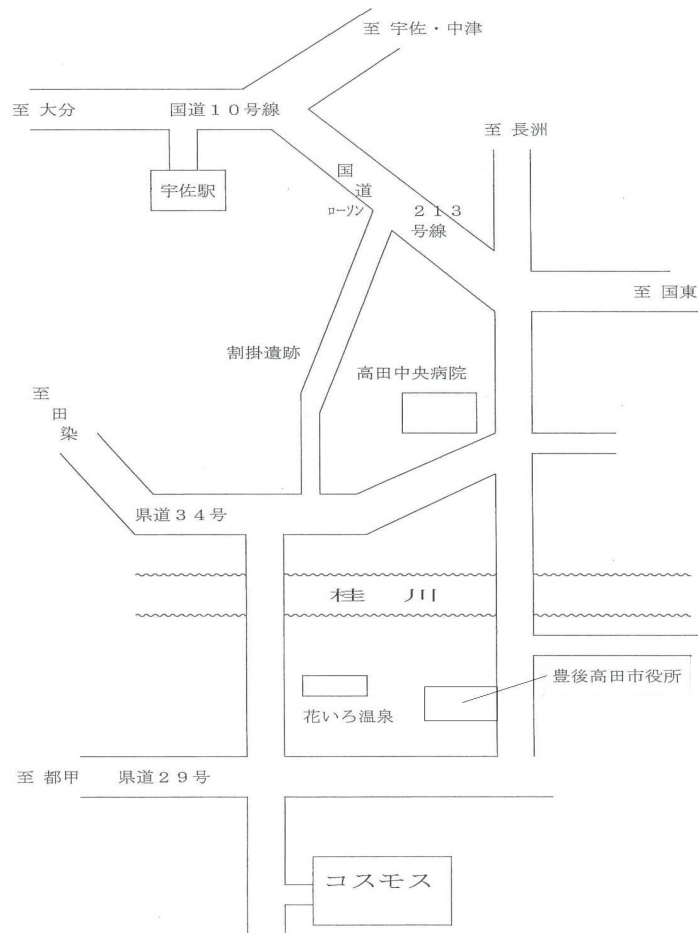 至 宇佐・中津
至 大分
国道１０号線
至 長洲
宇佐駅
国道
ローソン
２１３
号線
至 国東
割掛遺跡
高田中央病院
至
田
染
県道３４号
桂 川
豊後高田市役所
花いろ温泉
至 都甲
県道２９号
コスモス